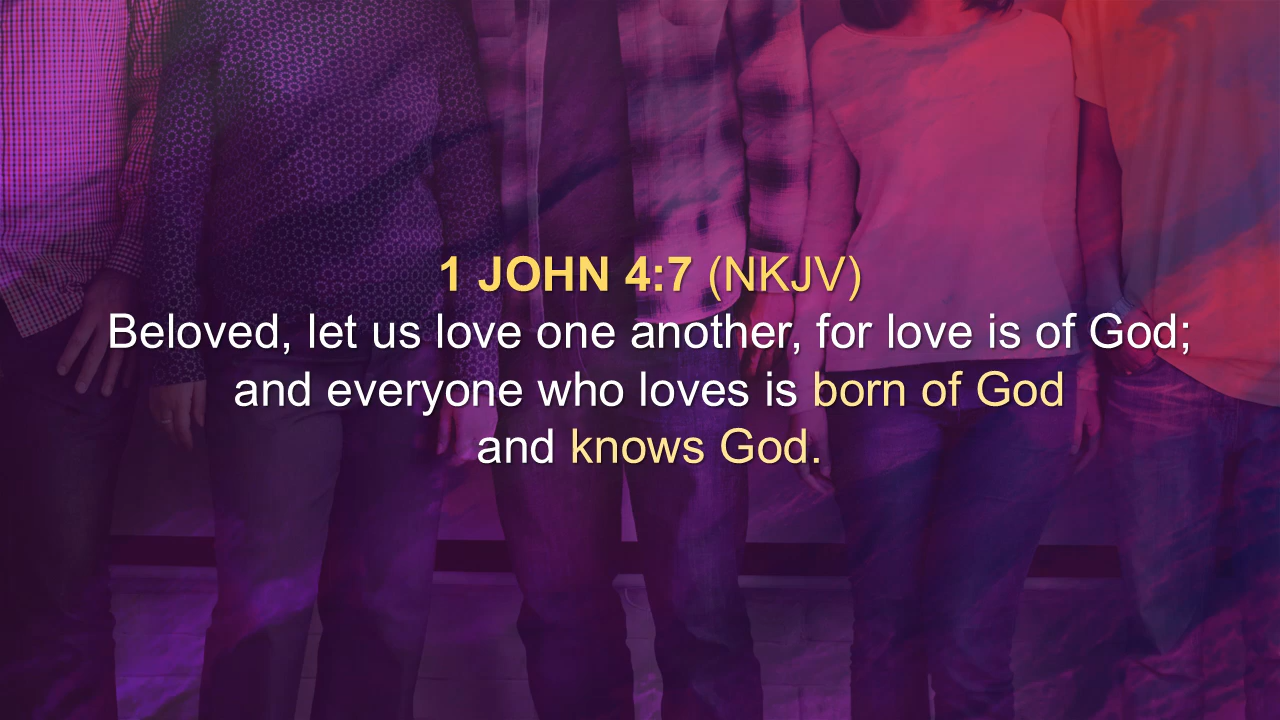 1 JOHN 4:7 (NKJV)
Beloved, let us love one another, for love is of God;
and everyone who loves is born of God
and knows God.